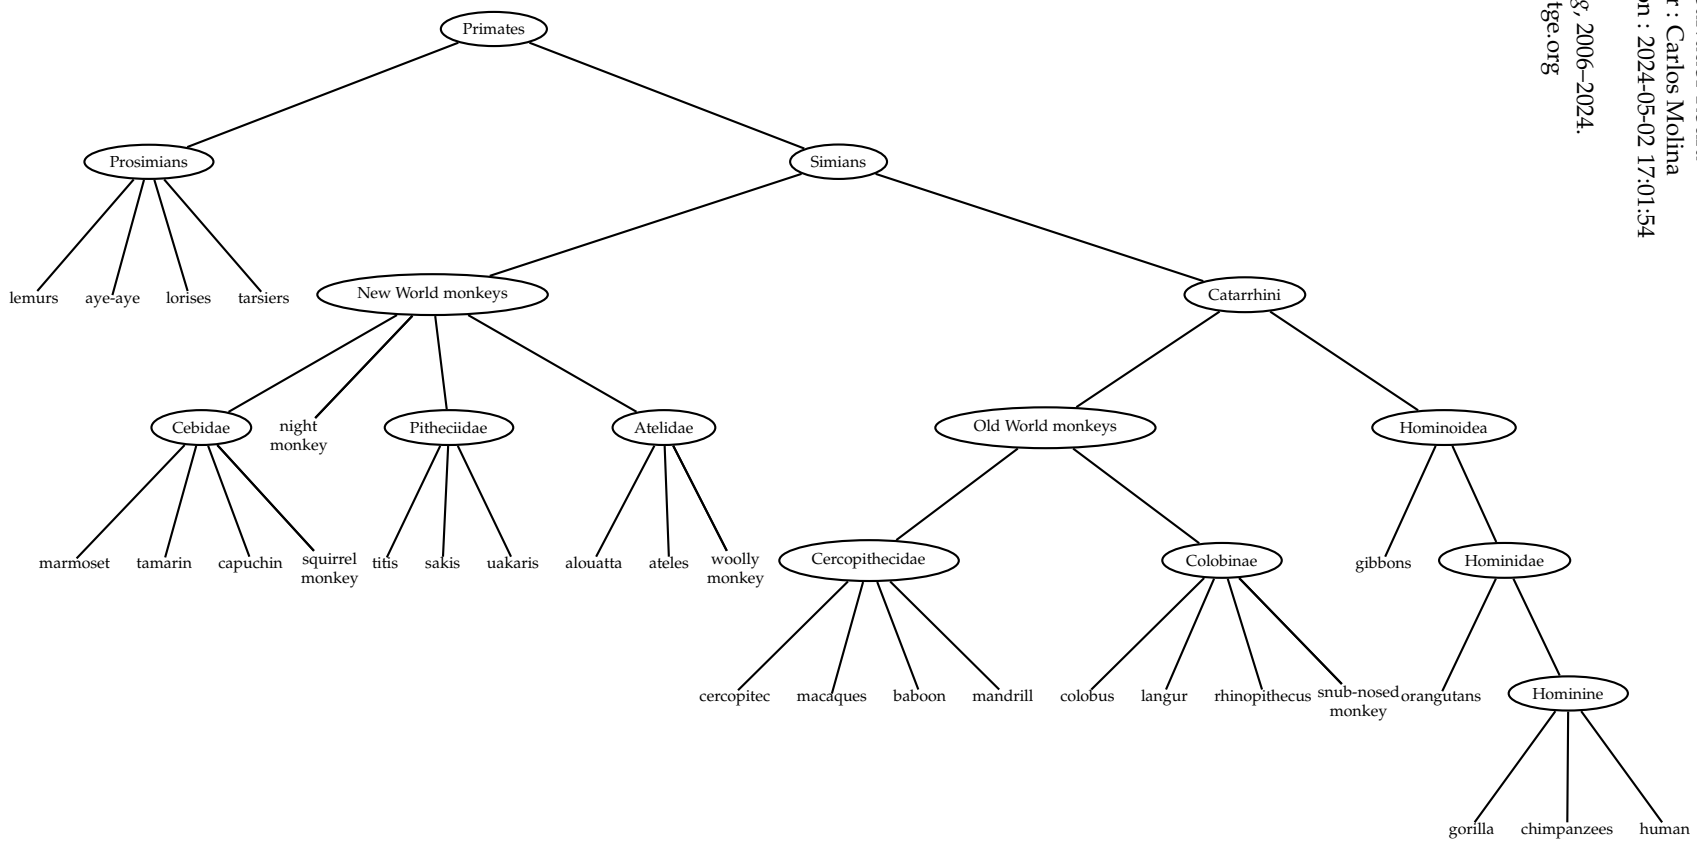 Primates
Prosimians
Simians
lemurs
aye-aye
lorises
tarsiers
New World monkeys
Catarrhini
Cebidae
night
monkey
Pitheciidae
Atelidae
Old World monkeys
Hominoidea
marmoset
tamarin
capuchin
squirrel
monkey
titis
sakis
uakaris
alouatta
ateles
woolly
monkey
Cercopithecidae
Colobinae
gibbons
Hominidae
cercopitec
macaques
baboon
mandrill
colobus
langur
rhinopithecus
snub-nosed
monkey
orangutans
Hominine
gorilla
chimpanzees
human
: Carlos Molina
: 2024-05-02 17:01:54
, 2006–2024.
tge.org